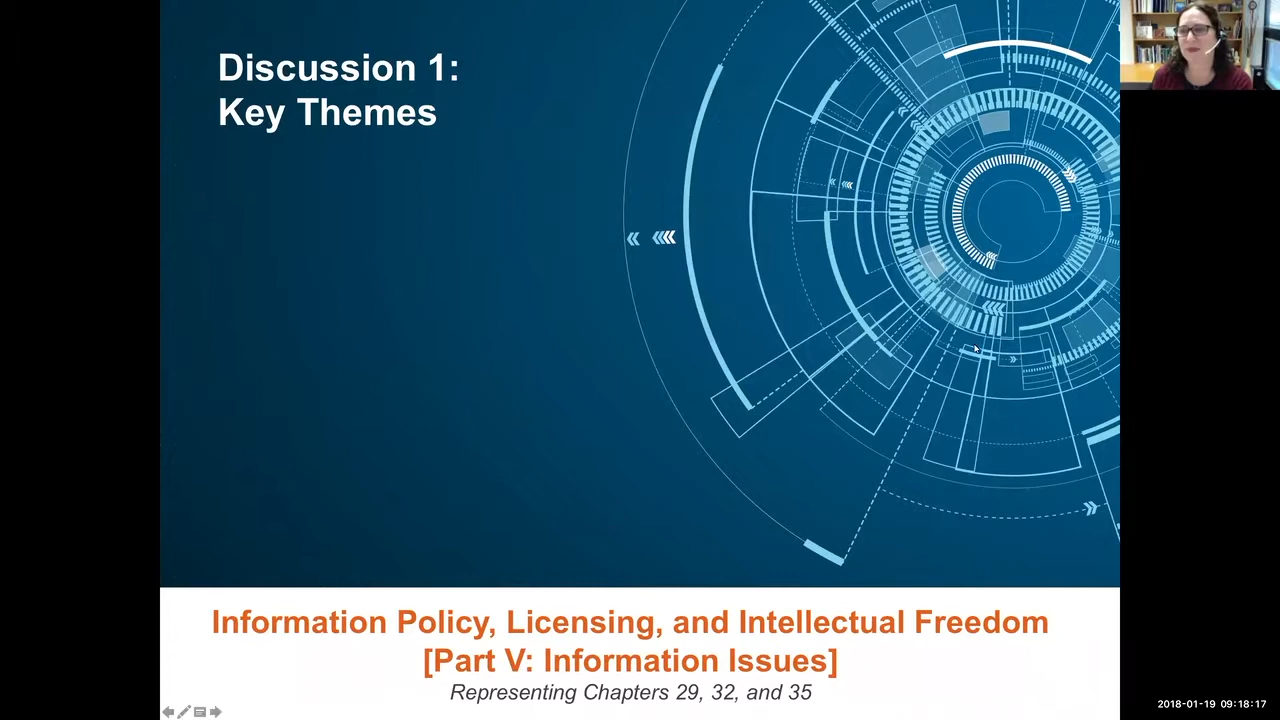 Discussion 1:
Key Themes
Information Policy, Licensing, and Intellectual Freedom
[Part V: Information Issues]
Representing Chapters 29, 32, and 35
2018-01-19 09:18:17